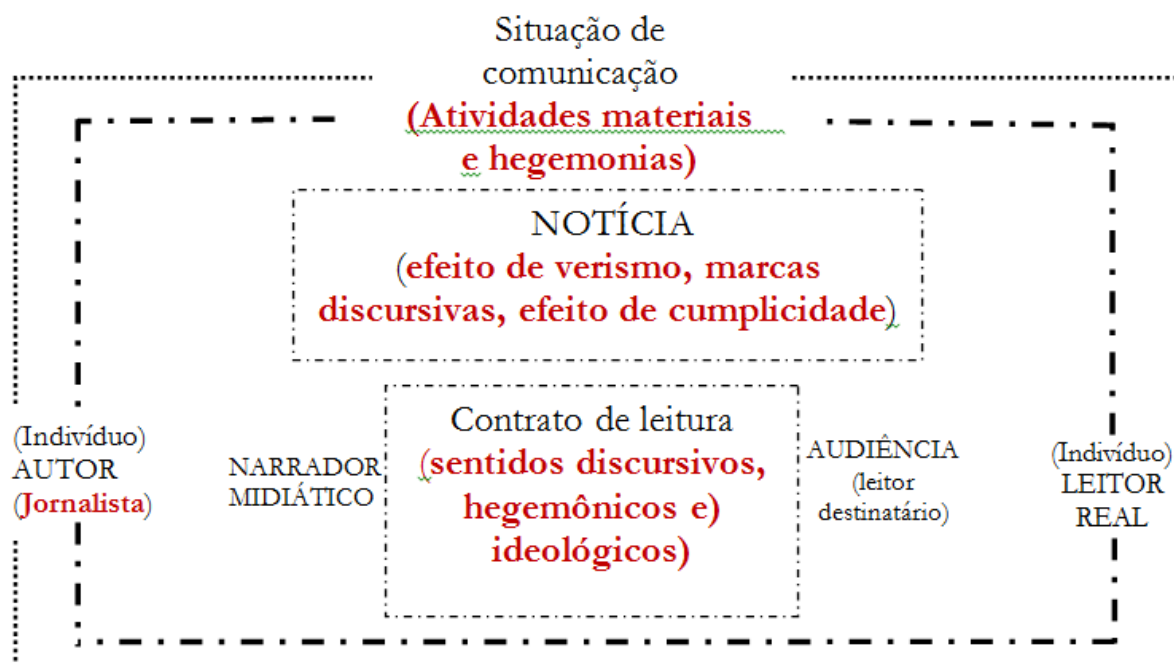 Situação de
comunicação
(Atividades materiais
e hegemonias)
NOTÍCIA
(efeito de verismo, marcas
discursivas, efeito de cumplicidade)
(Indivíduo)
AUTOR
(Jornalista)
NARRADOR
MIDIÁTICO
Contrato de leitura
(sentidos discursivos,
hegemônicos e)
ideológicos)
AUDIÊNCIA
(leitor
destinatário)
(Indivíduo)
LEITOR
REAL